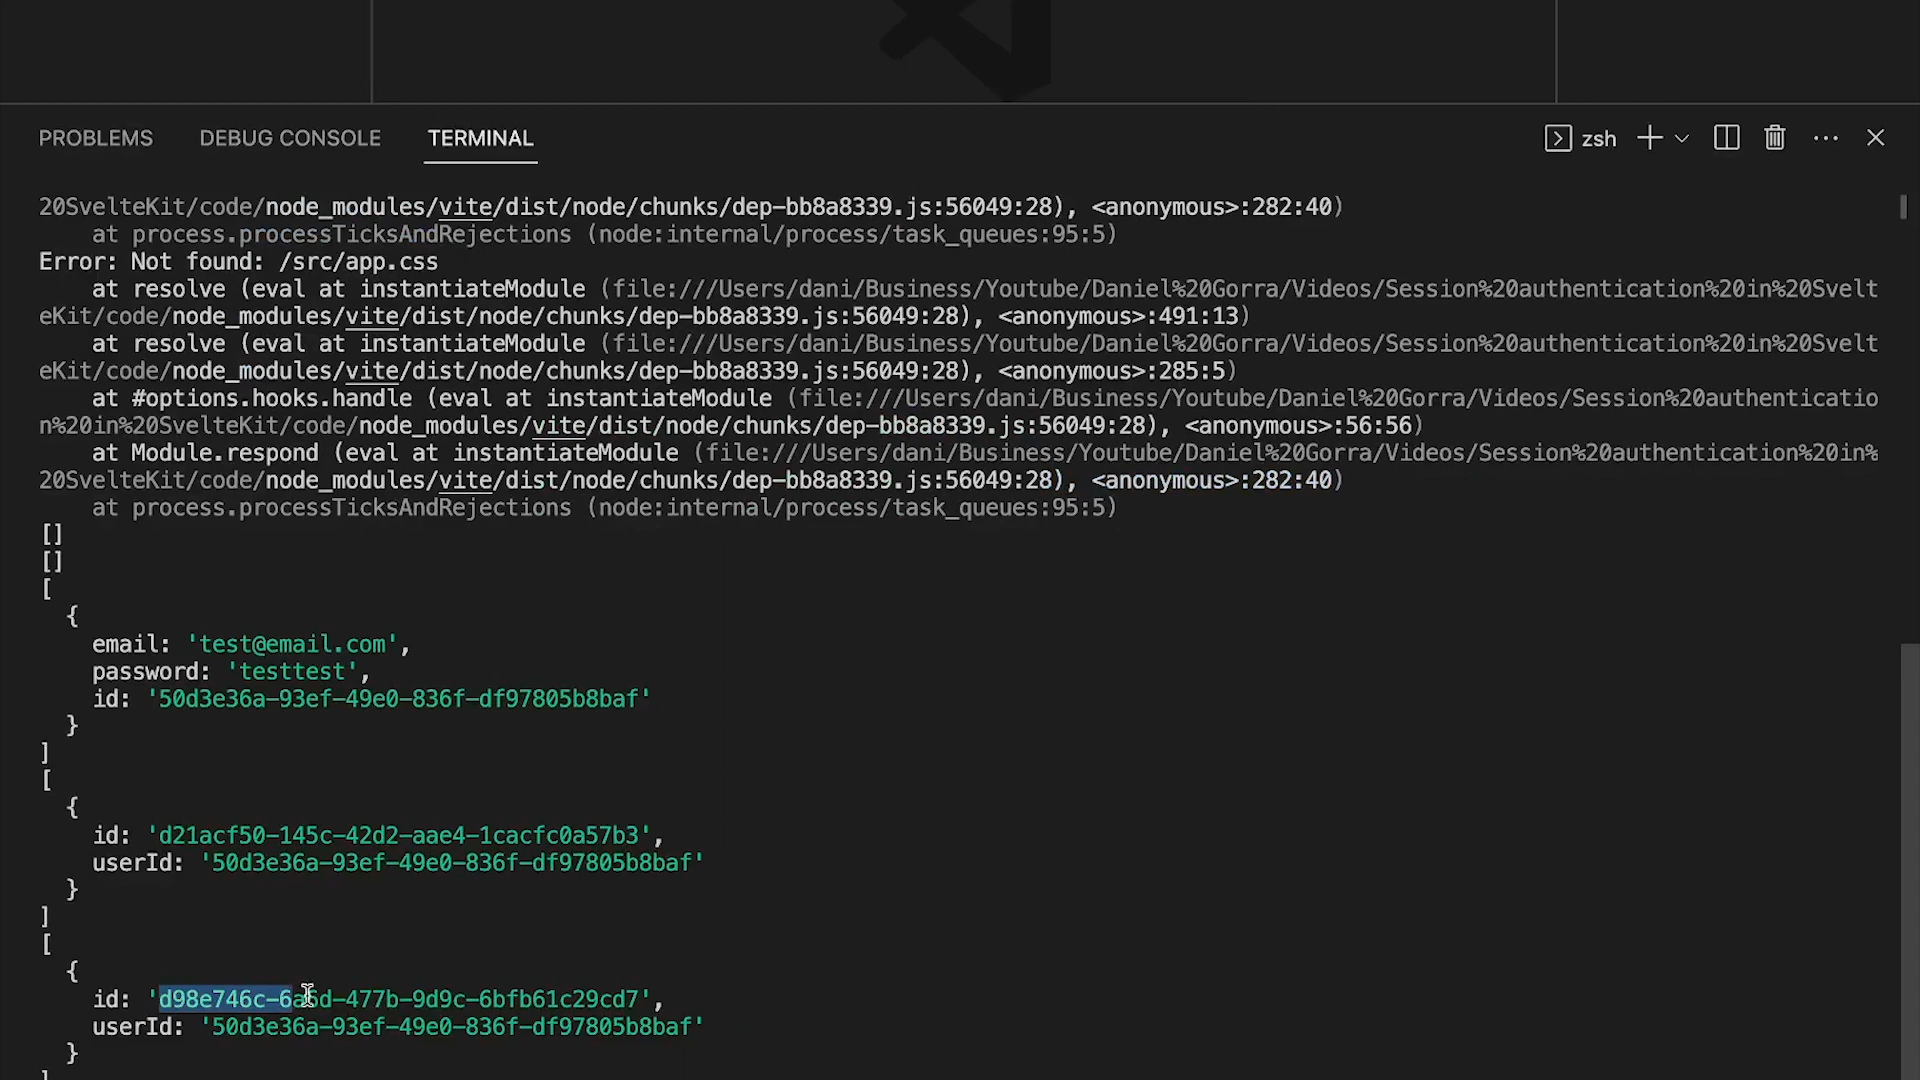 PROBLEMS DEBUG CONSOLE TERMINAL zsh
20SvelteKit/code/node_modules/vite/dist/node/chunks/dep-bb8a8339.js:56049:28), <anonymous>:282:40)
    at process.processTicksAndRejections (node:internal/process/task_queues:95:5)
Error: Not found: /src/app.css
    at resolve (eval at instantiateModule (file:///Users/dani/Business/Youtube/Daniel%20Gorra/Videos/Session%20authentication%20in%20Svelt
eKit/code/node_modules/vite/dist/node/chunks/dep-bb8a8339.js:56049:28), <anonymous>:491:13)
    at resolve (eval at instantiateModule (file:///Users/dani/Business/Youtube/Daniel%20Gorra/Videos/Session%20authentication%20in%20Svelt
eKit/code/node_modules/vite/dist/node/chunks/dep-bb8a8339.js:56049:28), <anonymous>:285:5)
    at #options.hooks.handle (eval at instantiateModule (file:///Users/dani/Business/Youtube/Daniel%20Gorra/Videos/Session%20authenticatio
n%20in%20SvelteKit/code/node_modules/vite/dist/node/chunks/dep-bb8a8339.js:56049:28), <anonymous>:56:56)
    at Module.respond (eval at instantiateModule (file:///Users/dani/Business/Youtube/Daniel%20Gorra/Videos/Session%20authentication%20in%
20SvelteKit/code/node_modules/vite/dist/node/chunks/dep-bb8a8339.js:56049:28), <anonymous>:282:40)
    at process.processTicksAndRejections (node:internal/process/task_queues:95:5)
[]
[]
[
  {
    email: 'test@email.com',
    password: 'testtest',
    id: '50d3e36a-93ef-49e0-836f-df97805b8baf'
  }
]
[
  {
    id: 'd21acf50-145c-42d2-aae4-1cacfc0a57b3',
    userId: '50d3e36a-93ef-49e0-836f-df97805b8baf'
  }
]
[
  {
    id: 'd98e746c-6a6d-477b-9d9c-6bfb61c29cd7',
    userId: '50d3e36a-93ef-49e0-836f-df97805b8baf'
  }
]